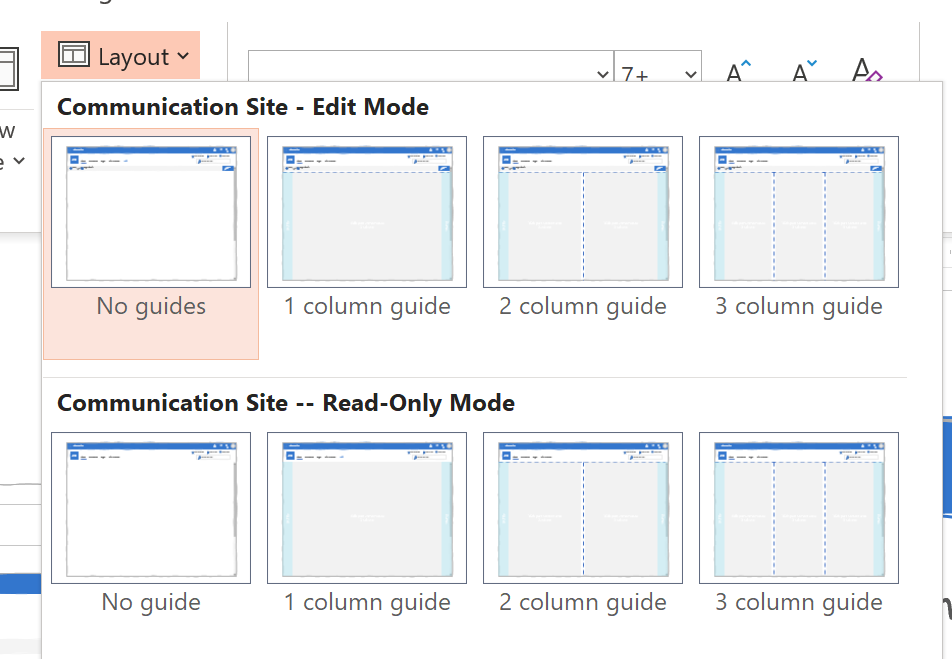 Layout
7+
A A A
w
e
Communication Site - Edit Mode
No guides
1 column guide
2 column guide
3 column guide
Communication Site -- Read-Only Mode
No guide
1 column guide
2 column guide
3 column guide